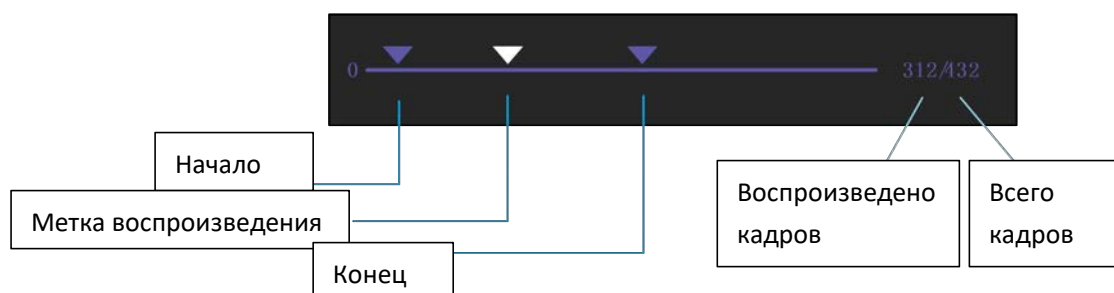 0
312/432
Начало
Метка воспроизведения
Конец
Воспроизведено
кадров
Всего
кадров